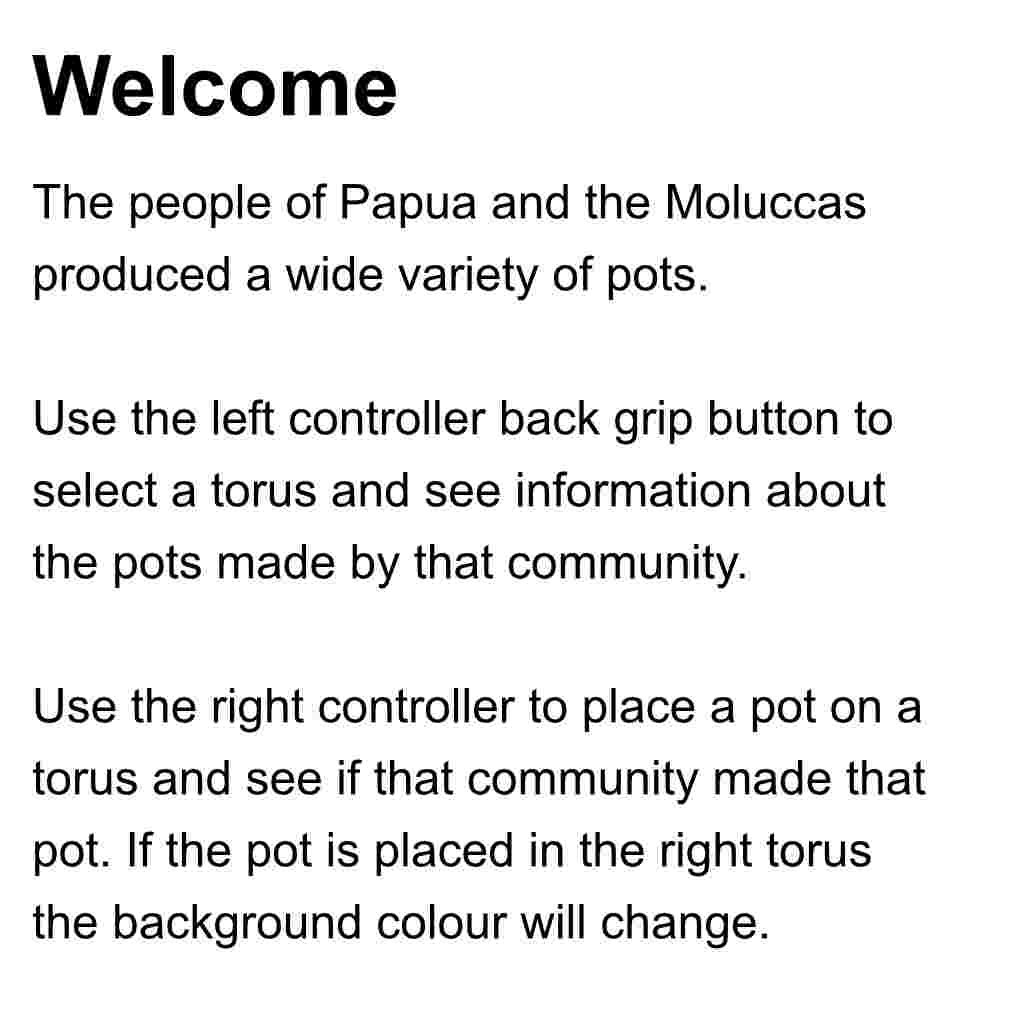 Welcome
The people of Papua and the Moluccas
produced a wide variety of pots.
Use the left controller back grip button to
select a torus and see information about
the pots made by that community.
Use the right controller to place a pot on a
torus and see if that community made that
pot. If the pot is placed in the right torus
the background colour will change.